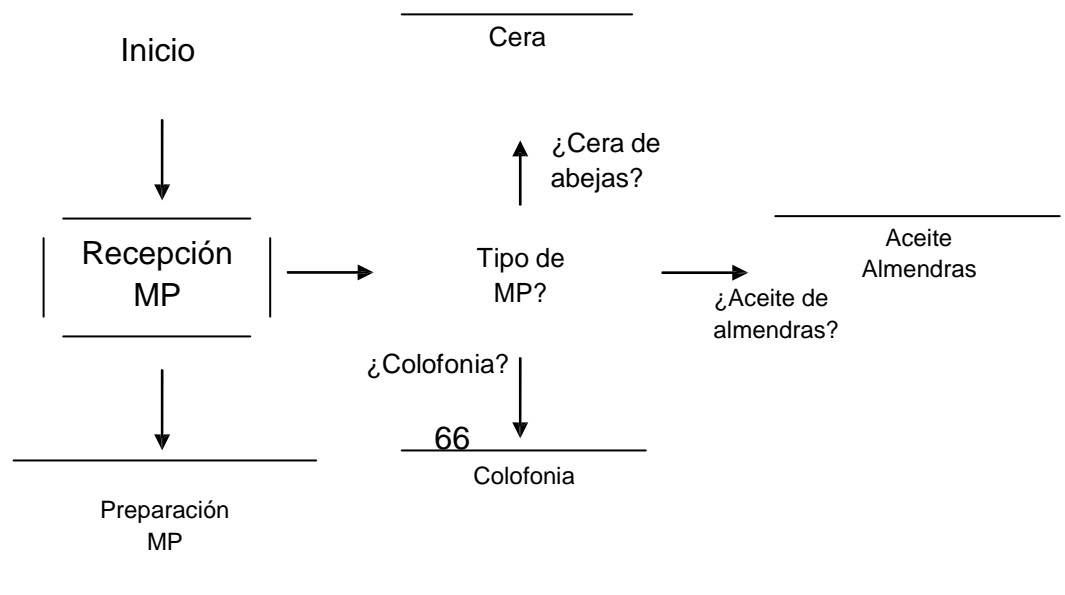 Inicio
Cera
¿Cera de
abejas?
Recepción
MP
Tipo de
MP?
Aceite
Almendras
¿Aceite de
almendras?
¿Colofonia?
66
Colofonia
Preparación
MP